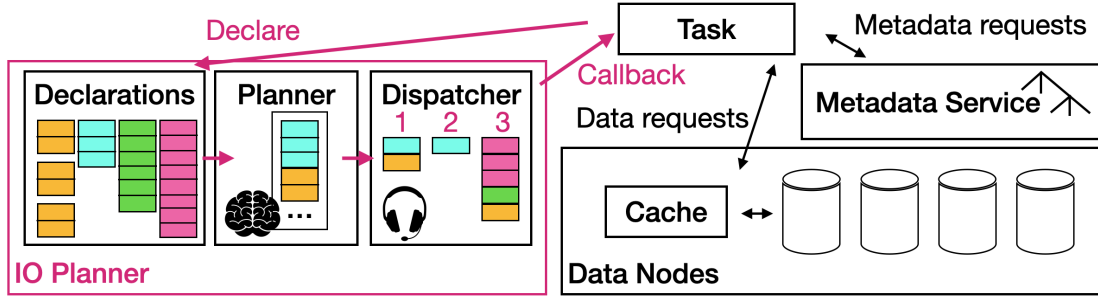 Declare
Task
Metadata requests
Callback
Declarations
Planner
Dispatcher
1 2 3
Metadata Service
Data requests
...
Cache
IO Planner
Data Nodes